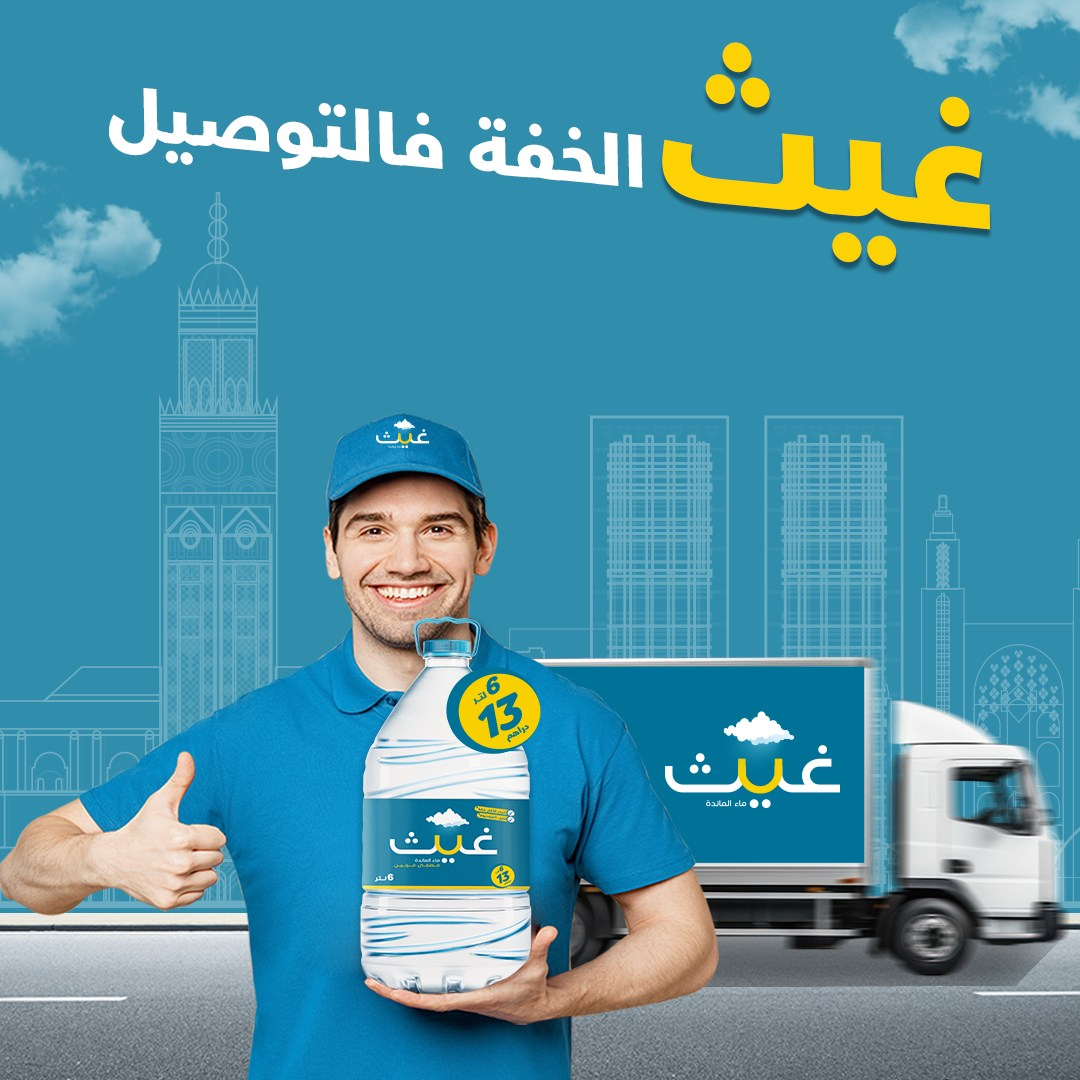 غيث الخفة فالتوصيل
غيث
6 لتر
13
دراهم
غيث
ماء المائدة
6 لتر
13
غيث
ماء المائدة